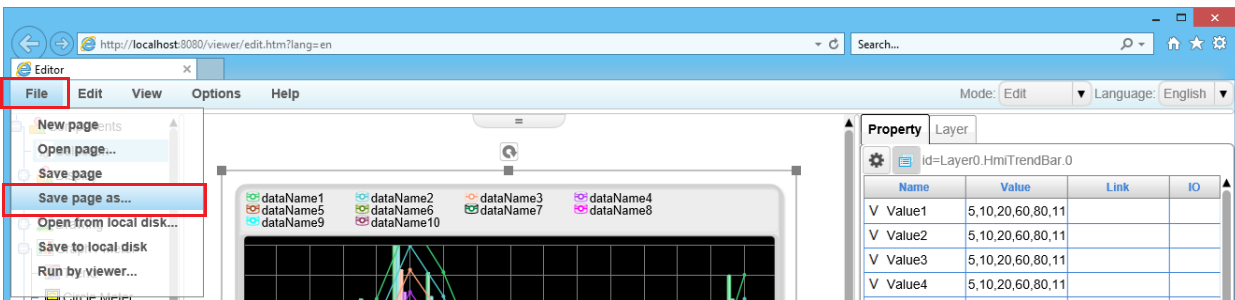 http://localhost:8080/viewer/edit.htm?lang=en
Search...
Editor
File Edit View Options Help
Mode: Edit Language: English
New page
Open page...
Save page
Save page as...
Open from local disk...
Save to local disk
Run by viewer...
Circle Meter
dataName1 dataName2 dataName3 dataName4
dataName5 dataName6 dataName7 dataName8
dataName9 dataName10
Property Layer
id=Layer0.HmiTrendBar.0
Name Value Link IO
V Value1 5,10,20,60,80,11
V Value2 5,10,20,60,80,11
V Value3 5,10,20,60,80,11
V Value4 5,10,20,60,80,11